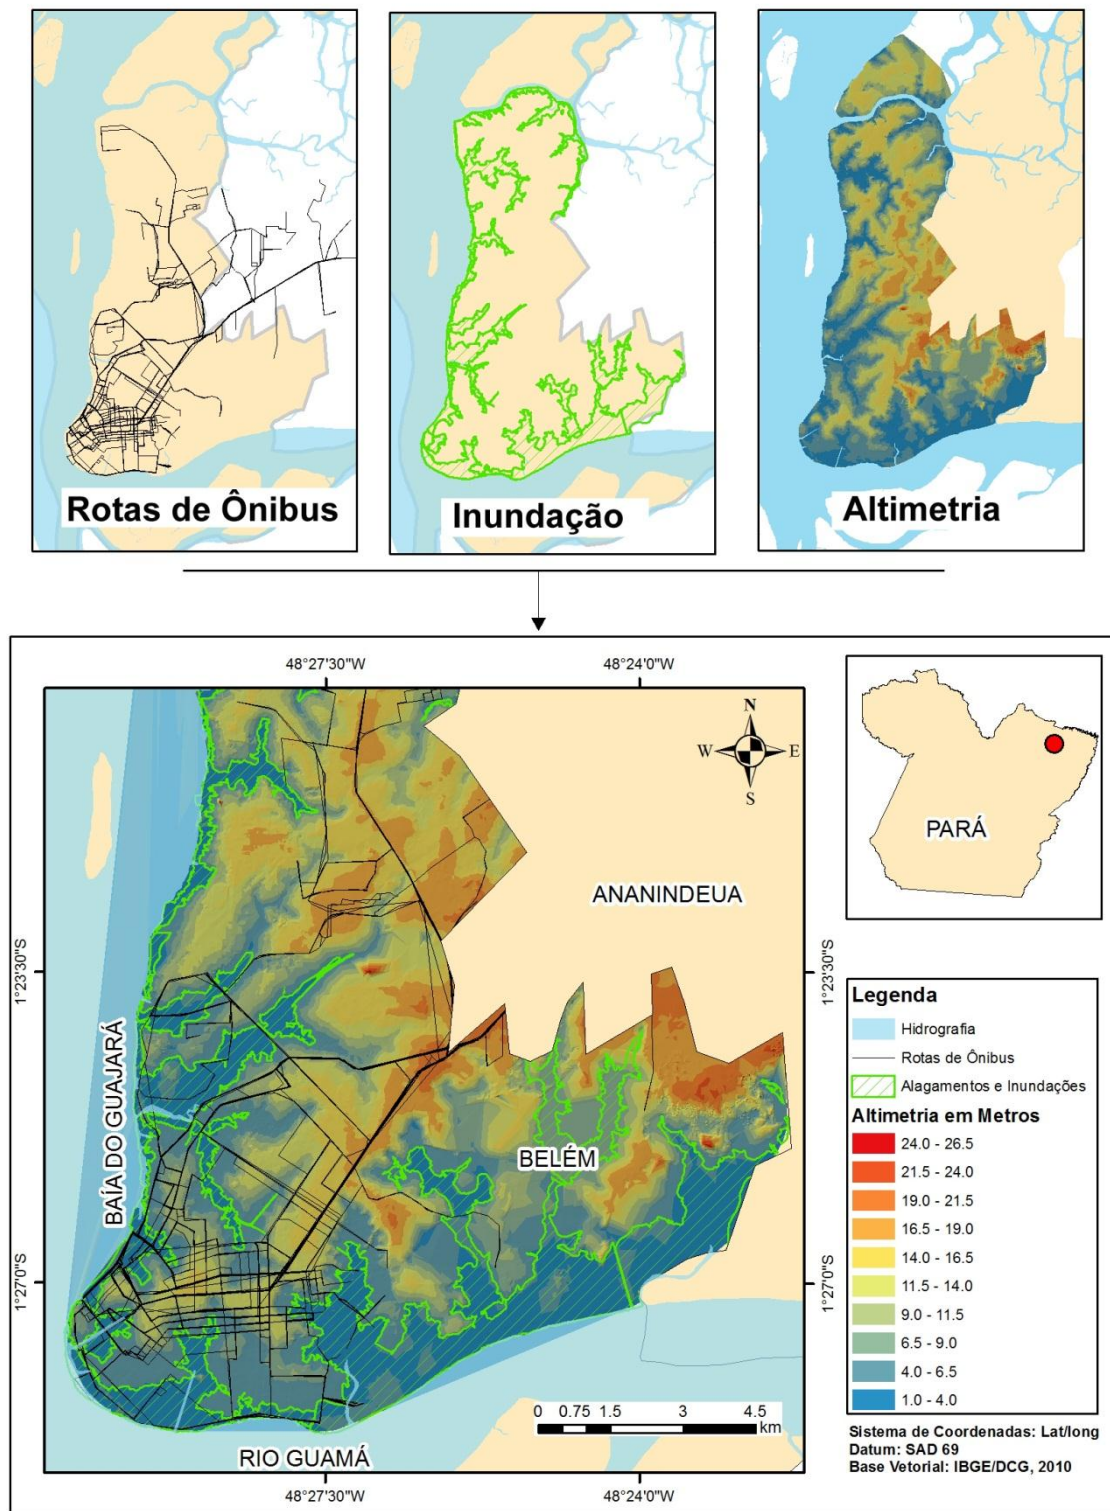 Rotas de Ônibus
Inundação
Altimetria
48°27'30"W
48°24'0"W
N
W
E
S
PARÁ
ANANINDEUA
1°23'30"S
1°23'30"S
BAÍA DO GUAJARÁ
BELÉM
1°27'0"S
1°27'0"S
0 0.75 1.5 3 4.5
km
RIO GUAMÁ
48°27'30"W
48°24'0"W
Legenda
Hidrografia
Rotas de Ônibus
Alagamentos e Inundações
Altimetria em Metros
24.0 - 26.5
21.5 - 24.0
19.0 - 21.5
16.5 - 19.0
14.0 - 16.5
11.5 - 14.0
9.0 - 11.5
6.5 - 9.0
4.0 - 6.5
1.0 - 4.0
Sistema de Coordenadas: Lat/long
Datum: SAD 69
Base Vetorial: IBGE/DCG, 2010